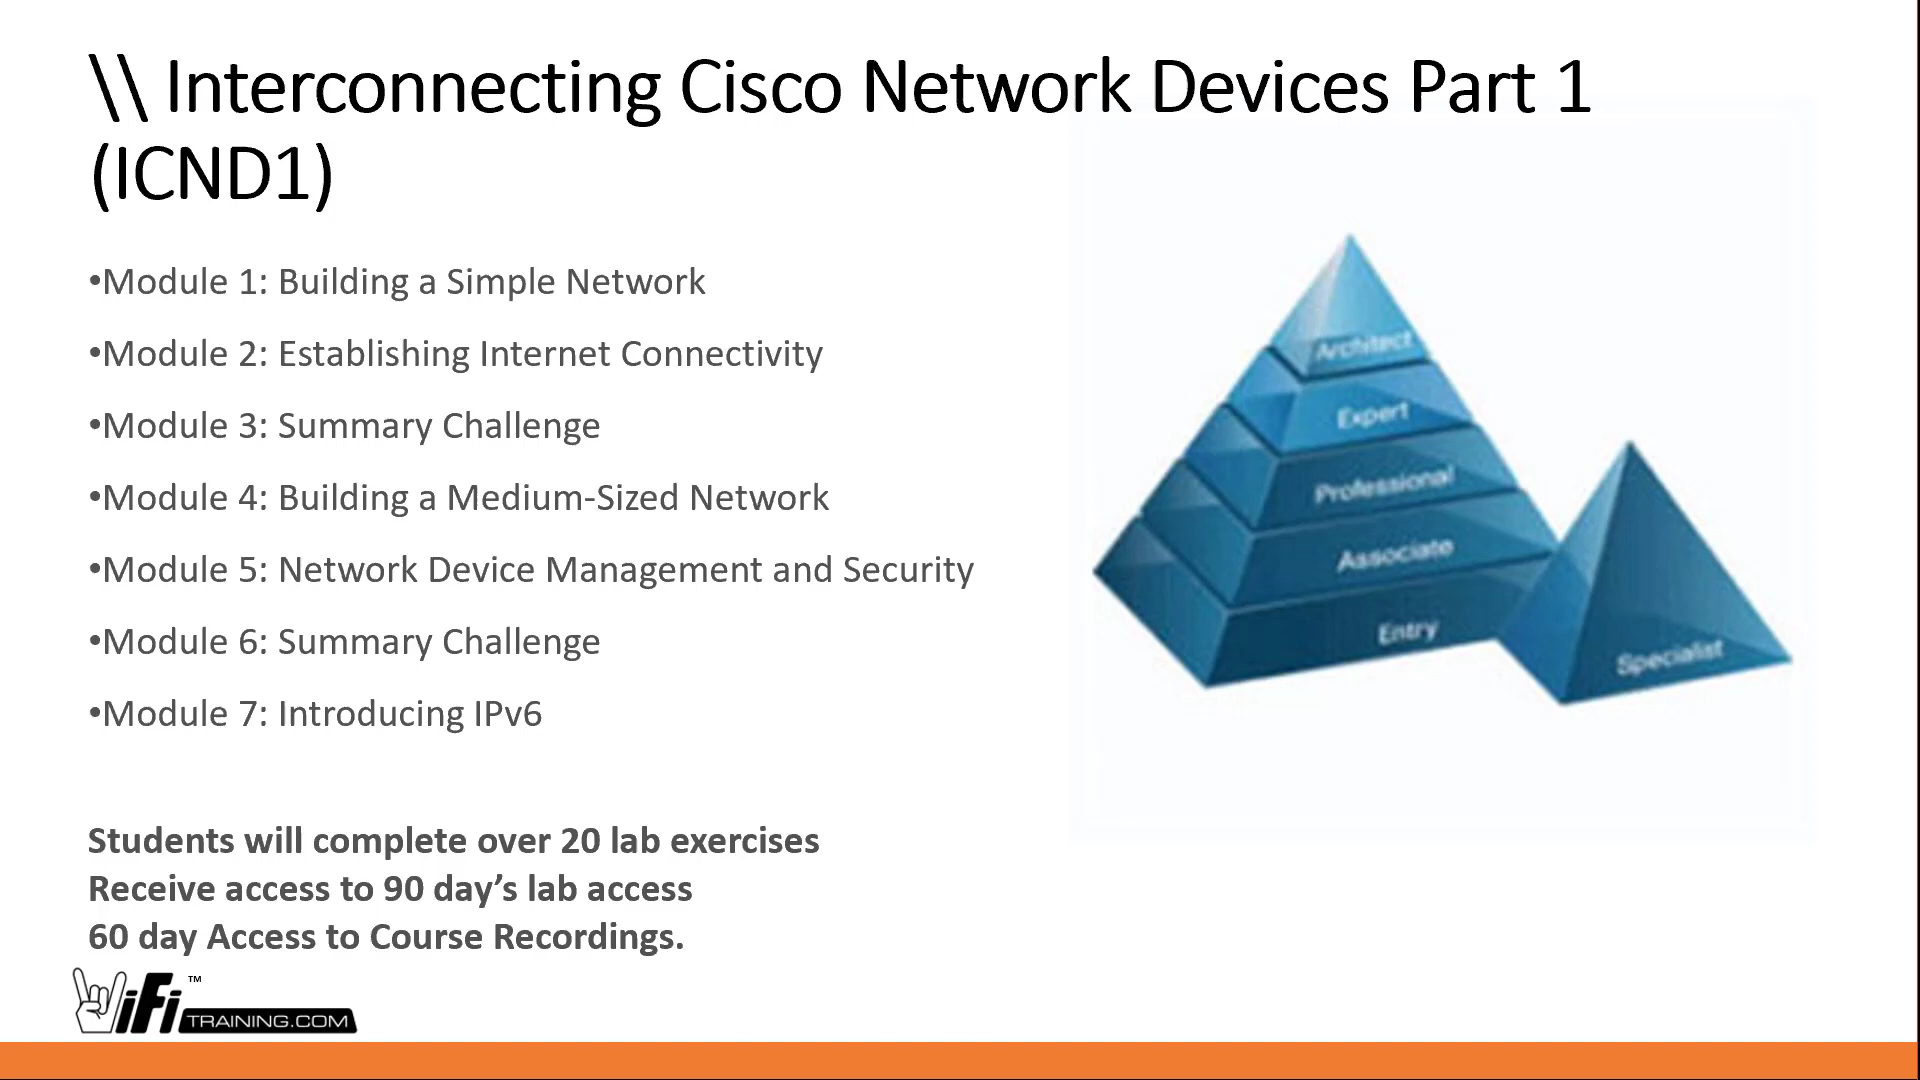 \\ Interconnecting Cisco Network Devices Part 1
(ICND1)
•Module 1: Building a Simple Network
•Module 2: Establishing Internet Connectivity
•Module 3: Summary Challenge
•Module 4: Building a Medium-Sized Network
•Module 5: Network Device Management and Security
•Module 6: Summary Challenge
•Module 7: Introducing IPv6
Students will complete over 20 lab exercises
Receive access to 90 day’s lab access
60 day Access to Course Recordings.
Architect
Expert
Professional
Associate
Entry
Specialist
WiFi™
TRAINING.COM